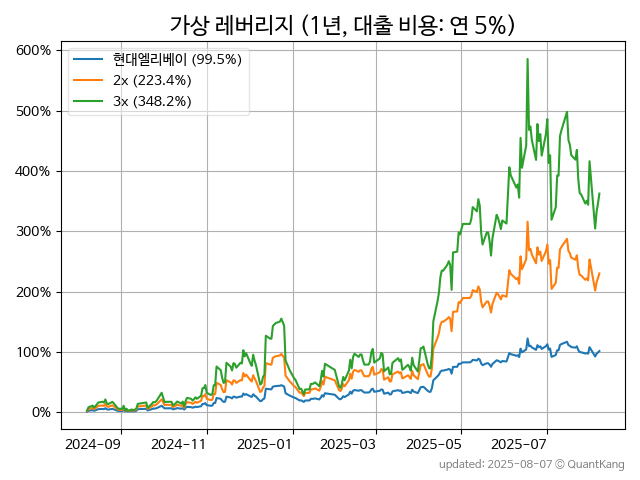 가상 레버리지 (1년, 대출 비용: 연 5%)
600%
500%
400%
300%
200%
100%
0%
현대엘리베이 (99.5%)
2x (223.4%)
3x (348.2%)
2024-09
2024-11
2025-01
2025-03
2025-05
2025-07
updated: 2025-08-07 © QuantKang